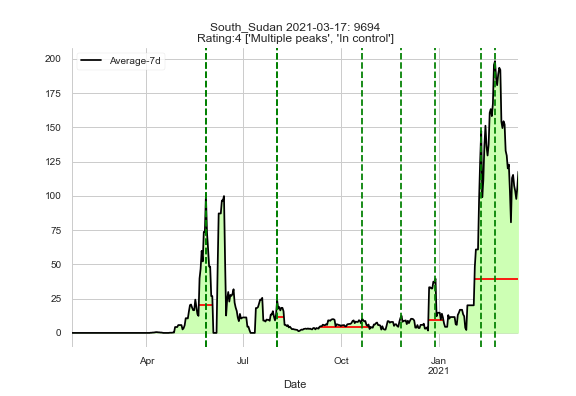 South_Sudan 2021-03-17: 9694
Rating:4 ['Multiple peaks', 'In control']
Average-7d
200
175
150
125
100
75
50
25
0
Apr
Jul
Oct
Jan
2021
Date